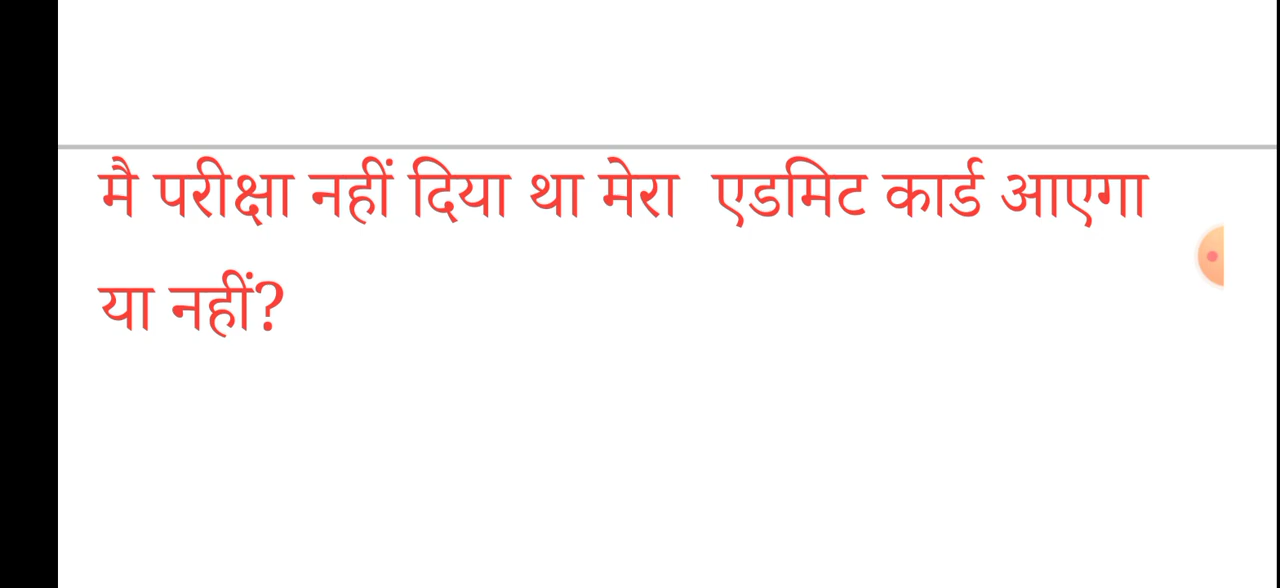 मै परीक्षा नहीं दिया था मेरा  एडमिट कार्ड आएगा
या नहीं?